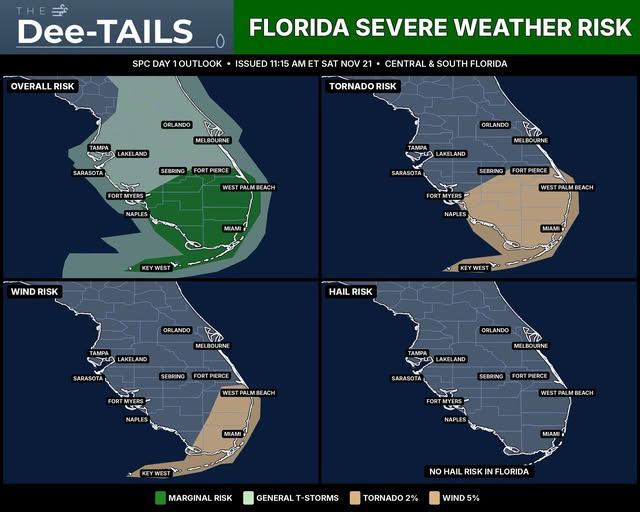 THE
Dee-TAILS
FLORIDA SEVERE WEATHER RISK
SPC DAY 1 OUTLOOK • ISSUED 11:15 AM ET SAT NOV 21 • CENTRAL & SOUTH FLORIDA
OVERALL RISK
ORLANDO
MELBOURNE
TAMPA
LAKELAND
SARASOTA
SEBRING
FORT PIERCE
FORT MYERS
WEST PALM BEACH
NAPLES
MIAMI
KEY WEST
TORNADO RISK
ORLANDO
MELBOURNE
TAMPA
LAKELAND
SARASOTA
SEBRING
FORT PIERCE
FORT MYERS
WEST PALM BEACH
NAPLES
MIAMI
KEY WEST
WIND RISK
ORLANDO
MELBOURNE
TAMPA
LAKELAND
SARASOTA
SEBRING
FORT PIERCE
FORT MYERS
WEST PALM BEACH
NAPLES
MIAMI
KEY WEST
HAIL RISK
ORLANDO
MELBOURNE
TAMPA
LAKELAND
SARASOTA
SEBRING
FORT PIERCE
FORT MYERS
WEST PALM BEACH
NAPLES
MIAMI
NO HAIL RISK IN FLORIDA
MARGINAL RISK
GENERAL T-STORMS
TORNADO 2%
WIND 5%